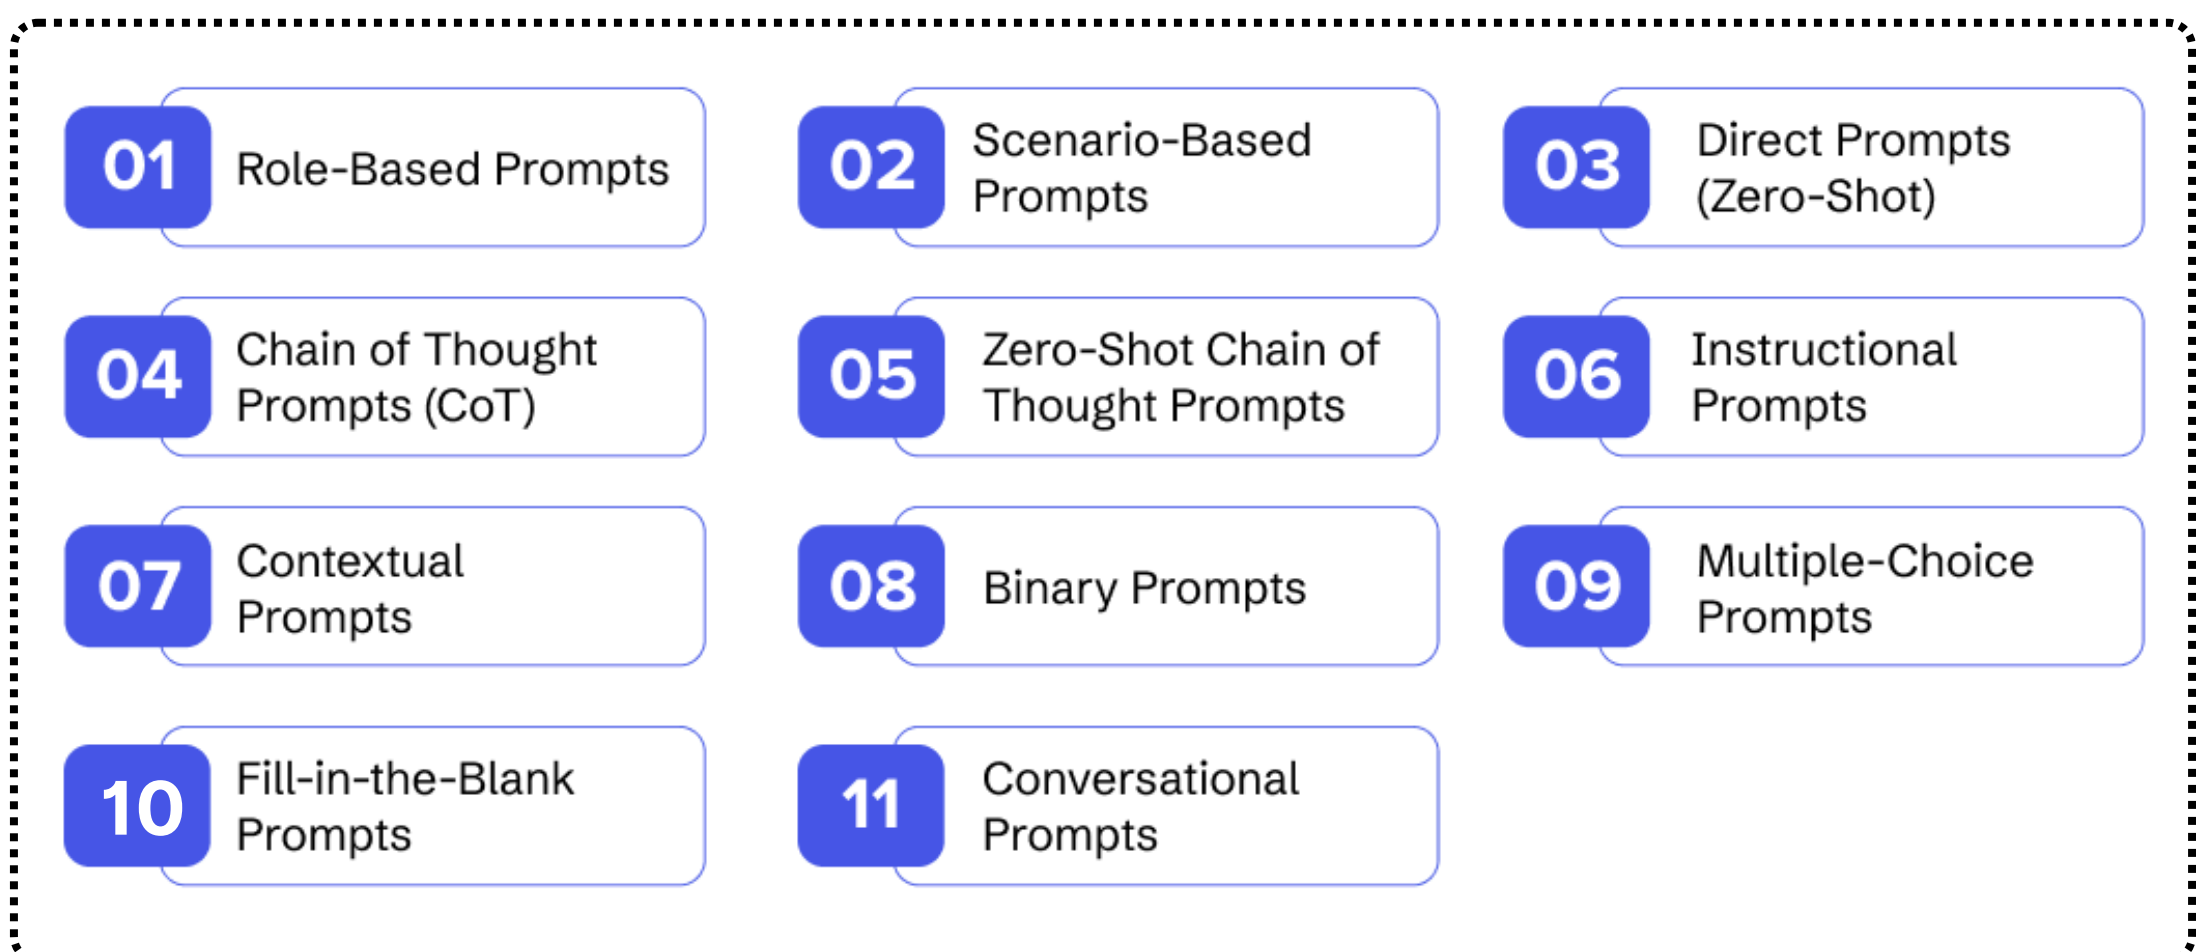 01
Role-Based Prompts
02
Scenario-Based
Prompts
03
Direct Prompts
(Zero-Shot)
04
Chain of Thought
Prompts (CoT)
05
Zero-Shot Chain of
Thought Prompts
06
Instructional
Prompts
07
Contextual
Prompts
08
Binary Prompts
09
Multiple-Choice
Prompts
10
Fill-in-the-Blank
Prompts
11
Conversational
Prompts